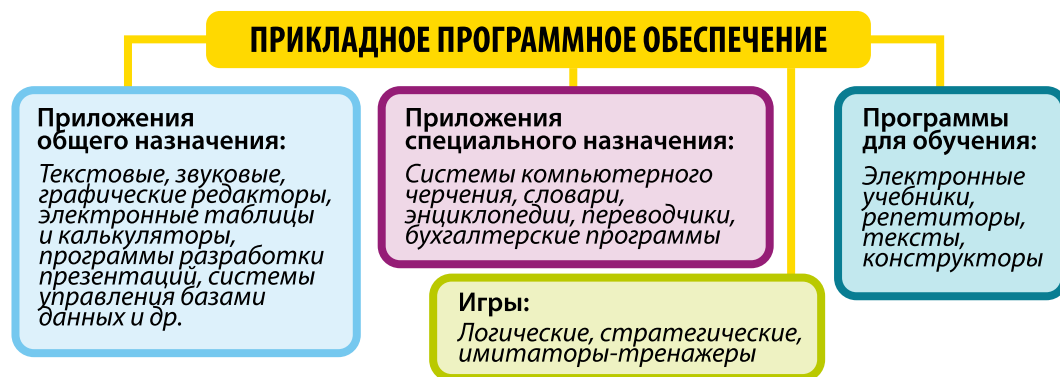 ПРИКЛАДНОЕ ПРОГРАММНОЕ ОБЕСПЕЧЕНИЕ
Приложения
общего назначения:
Текстовые, звуковые,
графические редакторы,
электронные таблицы
и калькуляторы,
программы разработки
презентаций, системы
управления базами
данных и др.
Приложения
специального назначения:
Системы компьютерного
черчения, словари,
энциклопедии, переводчики,
бухгалтерские программы
Игры:
Логические, стратегические,
имитаторы-тренажеры
Программы
для обучения:
Электронные
учебники,
репетиторы,
тексты,
конструкторы